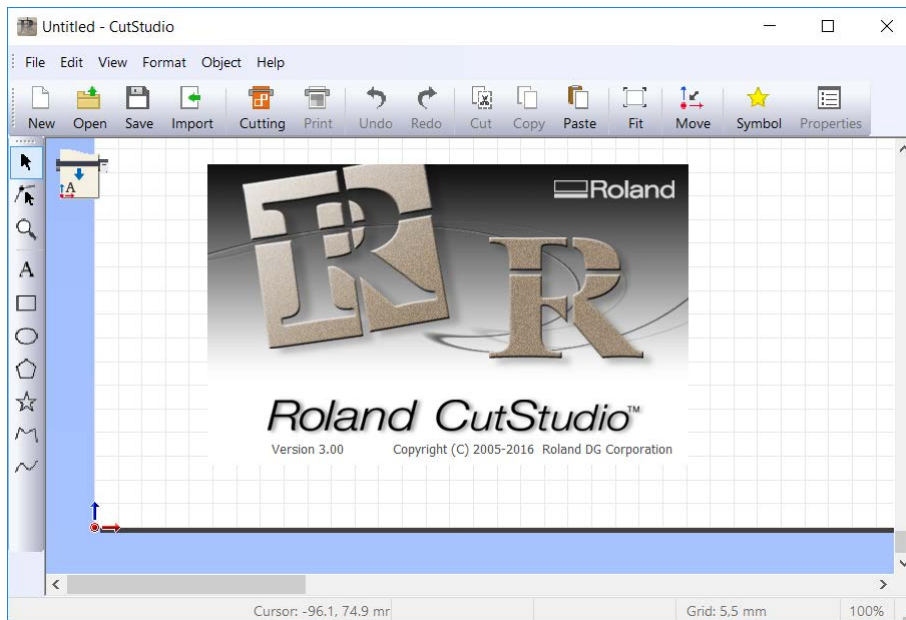 Untitled - CutStudio
File Edit View Format Object Help
New Open Save Import Cutting Print Undo Redo Cut Copy Paste Fit Move Symbol Properties
A
A
Roland
R R
Roland CutStudio™
Version 3.00 Copyright (C) 2005-2016 Roland DG Corporation
Cursor: -96.1, 74.9 mr Grid: 5,5 mm 100%